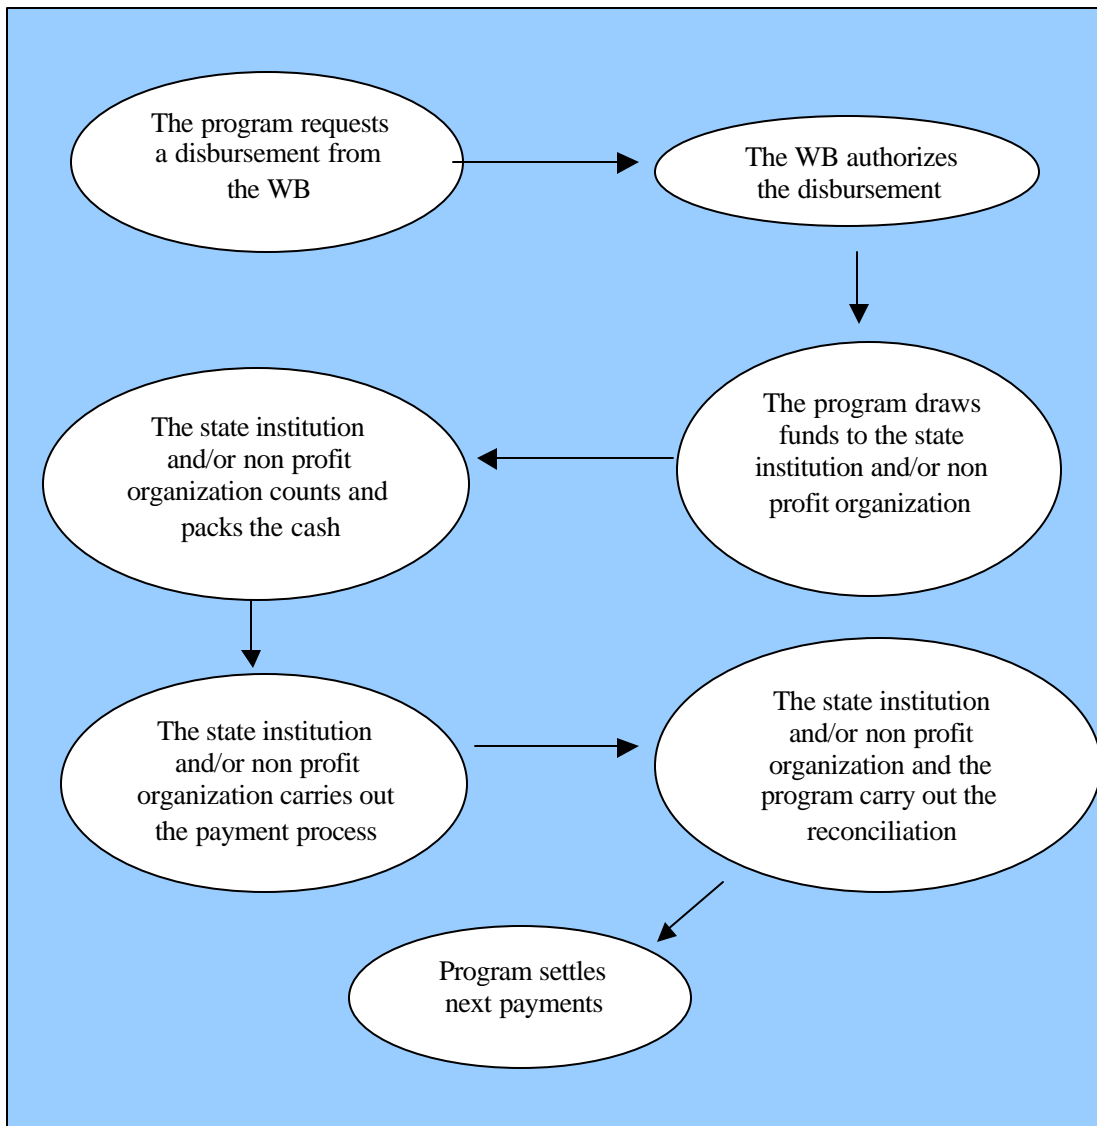 The program requests
a disbursement from
the WB
The WB authorizes
the disbursement
The program draws
funds to the state
institution and/or non
profit organization
The state institution
and/or non profit
organization counts and
packs the cash
The state institution
and/or non profit
organization carries out
the payment process
The state institution
and/or non profit
organization and the
program carry out the
reconciliation
Program settles
next payments